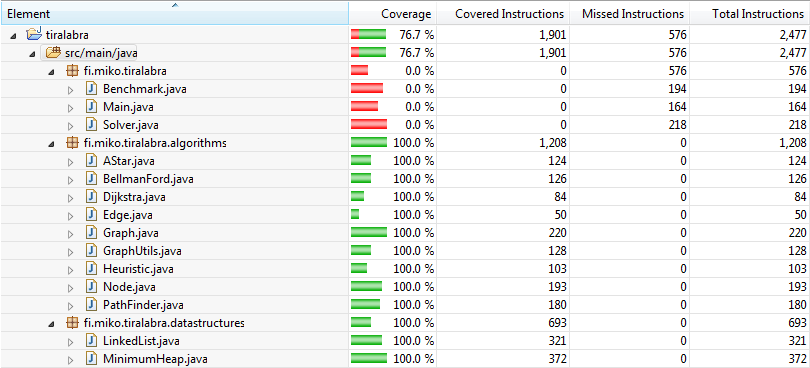 Element Coverage Covered Instructions Missed Instructions Total Instructions
tiralabra 76.7 % 1,901 576 2,477
src/main/java 76.7 % 1,901 576 2,477
fi.miko.tiralabra 0.0 % 0 576 576
Benchmark.java 0.0 % 0 194 194
Main.java 0.0 % 0 164 164
Solver.java 0.0 % 0 218 218
fi.miko.tiralabra.algorithms 100.0 % 1,208 0 1,208
AStar.java 100.0 % 124 0 124
BellmanFord.java 100.0 % 126 0 126
Dijkstra.java 100.0 % 84 0 84
Edge.java 100.0 % 50 0 50
Graph.java 100.0 % 220 0 220
GraphUtils.java 100.0 % 128 0 128
Heuristic.java 100.0 % 103 0 103
Node.java 100.0 % 193 0 193
PathFinder.java 100.0 % 180 0 180
fi.miko.tiralabra.datastructures 100.0 % 693 0 693
LinkedList.java 100.0 % 321 0 321
MinimumHeap.java 100.0 % 372 0 372